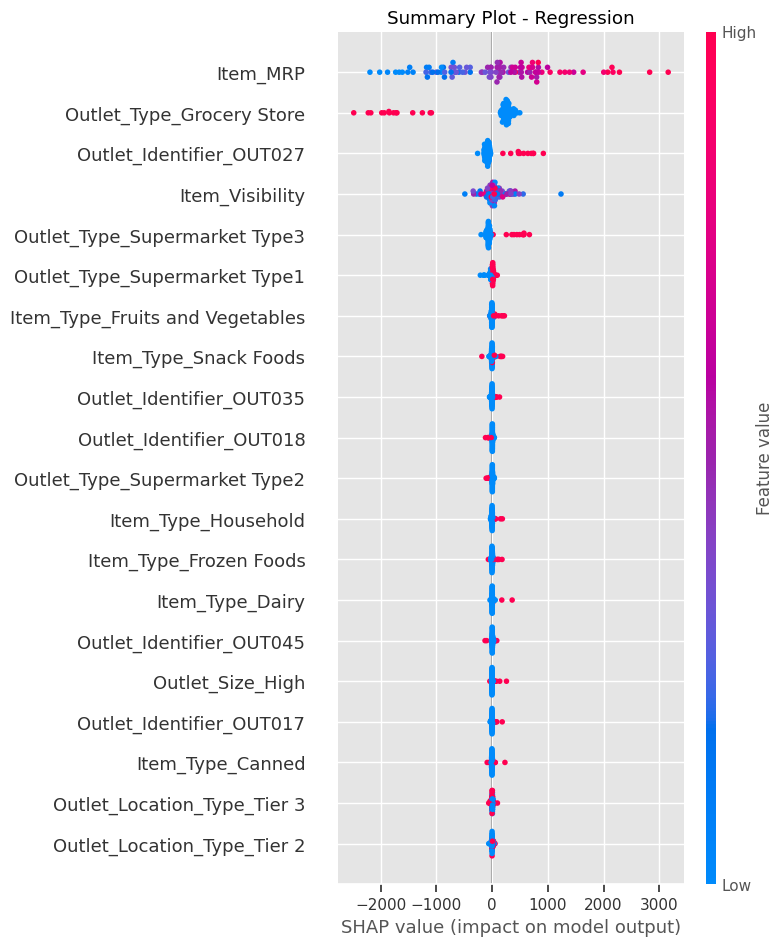 Summary Plot - Regression
High
Item_MRP
Outlet_Type_Grocery Store
Outlet_Identifier_OUT027
Item_Visibility
Outlet_Type_Supermarket Type3
Outlet_Type_Supermarket Type1
Item_Type_Fruits and Vegetables
Item_Type_Snack Foods
Outlet_Identifier_OUT035
Outlet_Identifier_OUT018
Outlet_Type_Supermarket Type2
Item_Type_Household
Item_Type_Frozen Foods
Item_Type_Dairy
Outlet_Identifier_OUT045
Outlet_Size_High
Outlet_Identifier_OUT017
Item_Type_Canned
Outlet_Location_Type_Tier 3
Outlet_Location_Type_Tier 2
Feature value
Low
−2000 −1000 0 1000 2000 3000
SHAP value (impact on model output)